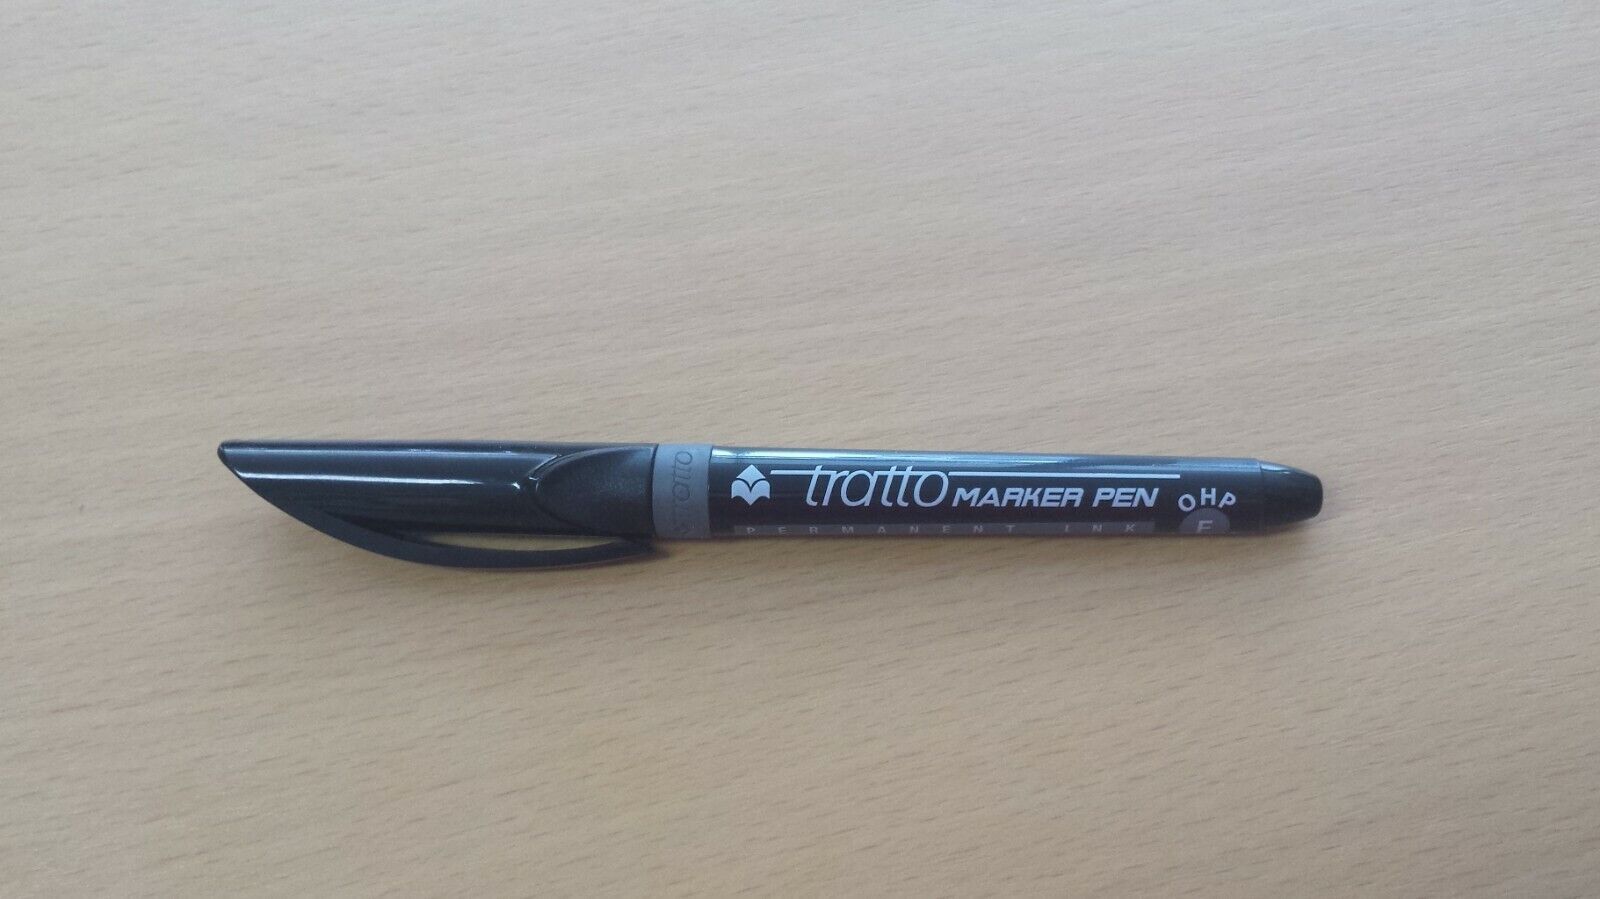 tratto
tratto MARKER PEN
PERMANENT INK
OHP
F